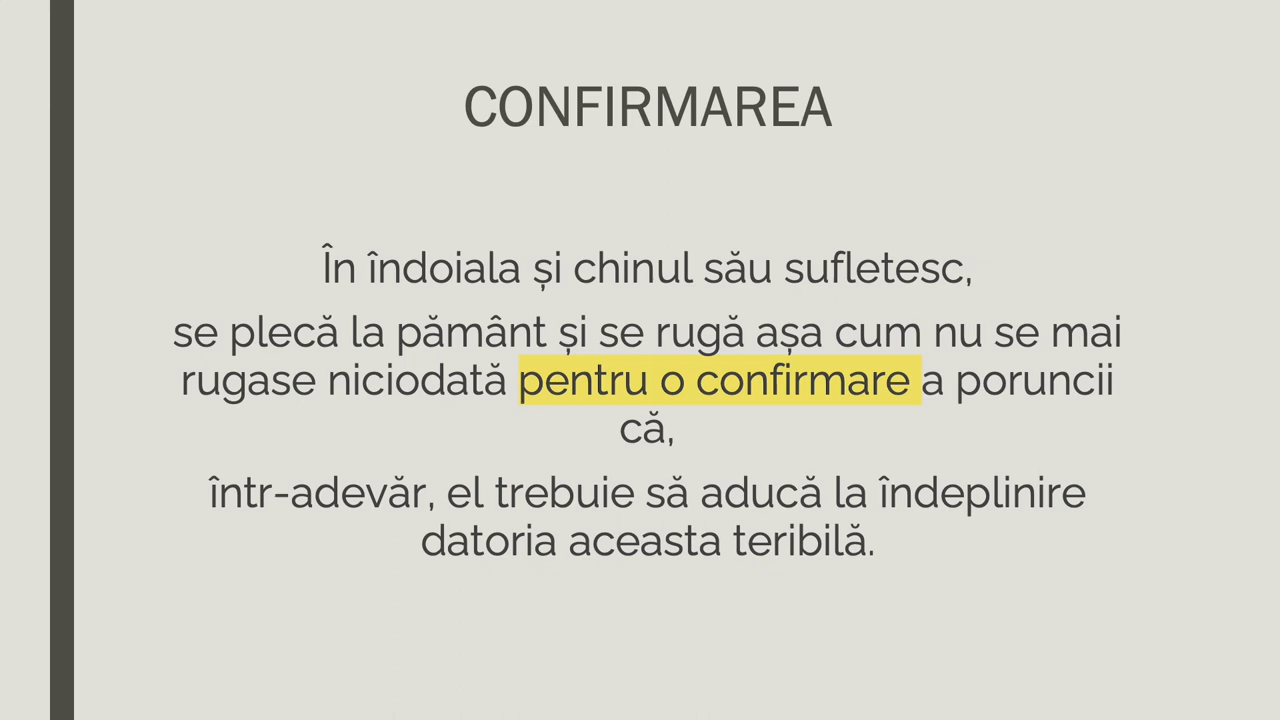 CONFIRMAREA
În îndoiala și chinul său sufletesc,
se plecă la pământ și se rugă așa cum nu se mai
rugase niciodată pentru o confirmare a poruncii
că,
într-adevăr, el trebuie să aducă la îndeplinire
datoria aceasta teribilă.